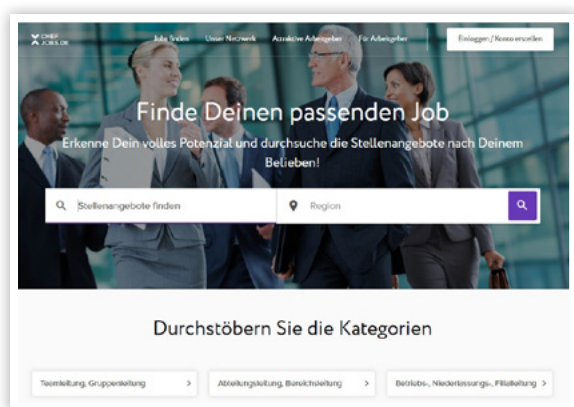 CHEF
JOBS.DE
Jobs finden
Unser Netzwerk
Attraktive Arbeitgeber
Für Arbeitgeber
Einloggen / Konto erstellen
Finde Deinen passenden Job
Erkenne Dein volles Potenzial und durchsuche die Stellenangebote nach Deinem
Belieben!
Stellenangebote finden
Region
Durchstöbern Sie die Kategorien
Teamleitung, Gruppenleitung
Abteilungsleitung, Bereichsleitung
Betriebs-, Niederlassungs-, Filialleitung